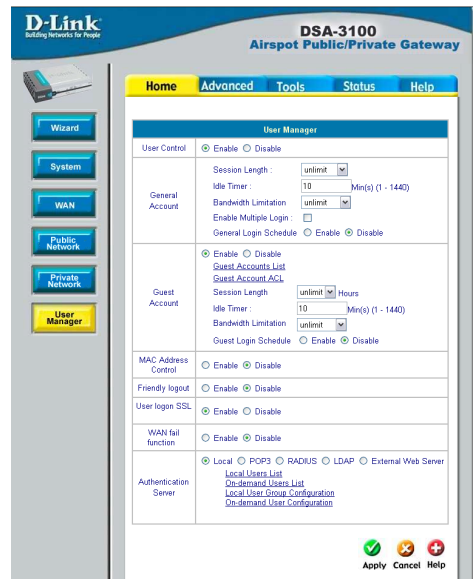 D-Link
Building Networks for People
DSA-3100
Airspot Public/Private Gateway
Home Advanced Tools Status Help
Wizard
System
WAN
Public Network
Private Network
User Manager
User Manager
User Control Enable Disable
General Account
Session Length : unlimit
Idle Timer : 10 Min(s) (1 - 1440)
Bandwidth Limitation unlimit
Enable Multiple Login :
General Login Schedule Enable Disable
Guest Account
Enable Disable
Guest Accounts List
Guest Account ACL
Session Length unlimit Hours
Idle Timer : 10 Min(s) (1 - 1440)
Bandwidth Limitation unlimit
Guest Login Schedule Enable Disable
MAC Address Control Enable Disable
Friendly logout Enable Disable
User logon SSL Enable Disable
WAN fail function Enable Disable
Authentication Server
Local POP3 RADIUS LDAP External Web Server
Local Users List
On-demand Users List
Local User Group Configuration
On-demand User Configuration
Apply Cancel Help